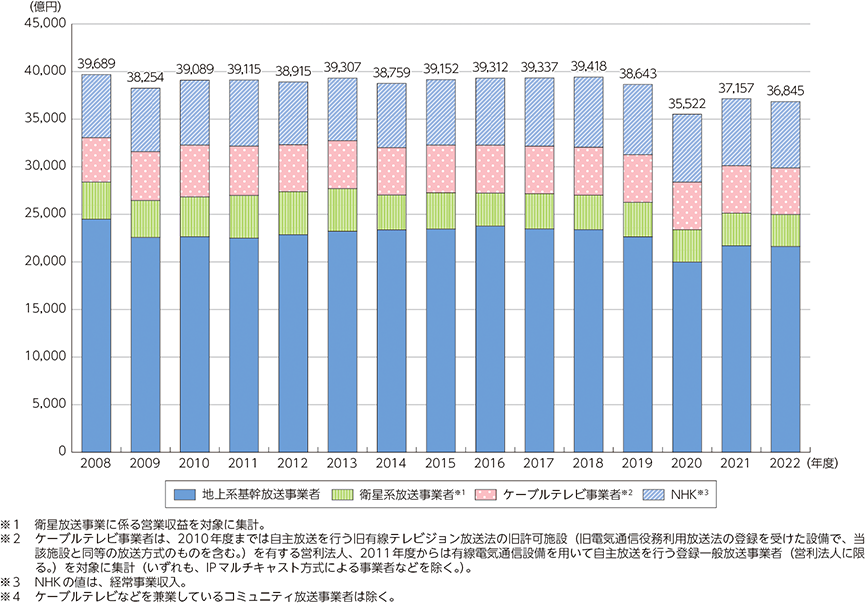 (億円)
45,000
40,000
35,000
30,000
25,000
20,000
15,000
10,000
5,000
0
39,689
38,254
39,089
39,115
38,915
39,307
38,759
39,152
39,312
39,337
39,418
38,643
35,522
37,157
36,845
2008 2009 2010 2011 2012 2013 2014 2015 2016 2017 2018 2019 2020 2021 2022 (年度)
地上系基幹放送事業者 衛星系放送事業者※1 ケーブルテレビ事業者※2 NHK※3
※1 衛星放送事業に係る営業収益を対象に集計。
※2 ケーブルテレビ事業者は、2010年度までは自主放送を行う旧有線テレビジョン放送法の旧許可施設（旧電気通信役務利用放送法の登録を受けた設備で、当
該施設と同等の放送方式のものを含む。）を有する営利法人、2011年度からは有線電気通信設備を用いて自主放送を行う登録一般放送事業者（営利法人に限
る。）を対象に集計（いずれも、IPマルチキャスト方式による事業者などを除く。）。
※3 NHKの値は、経常事業収入。
※4 ケーブルテレビなどを兼業しているコミュニティ放送事業者は除く。